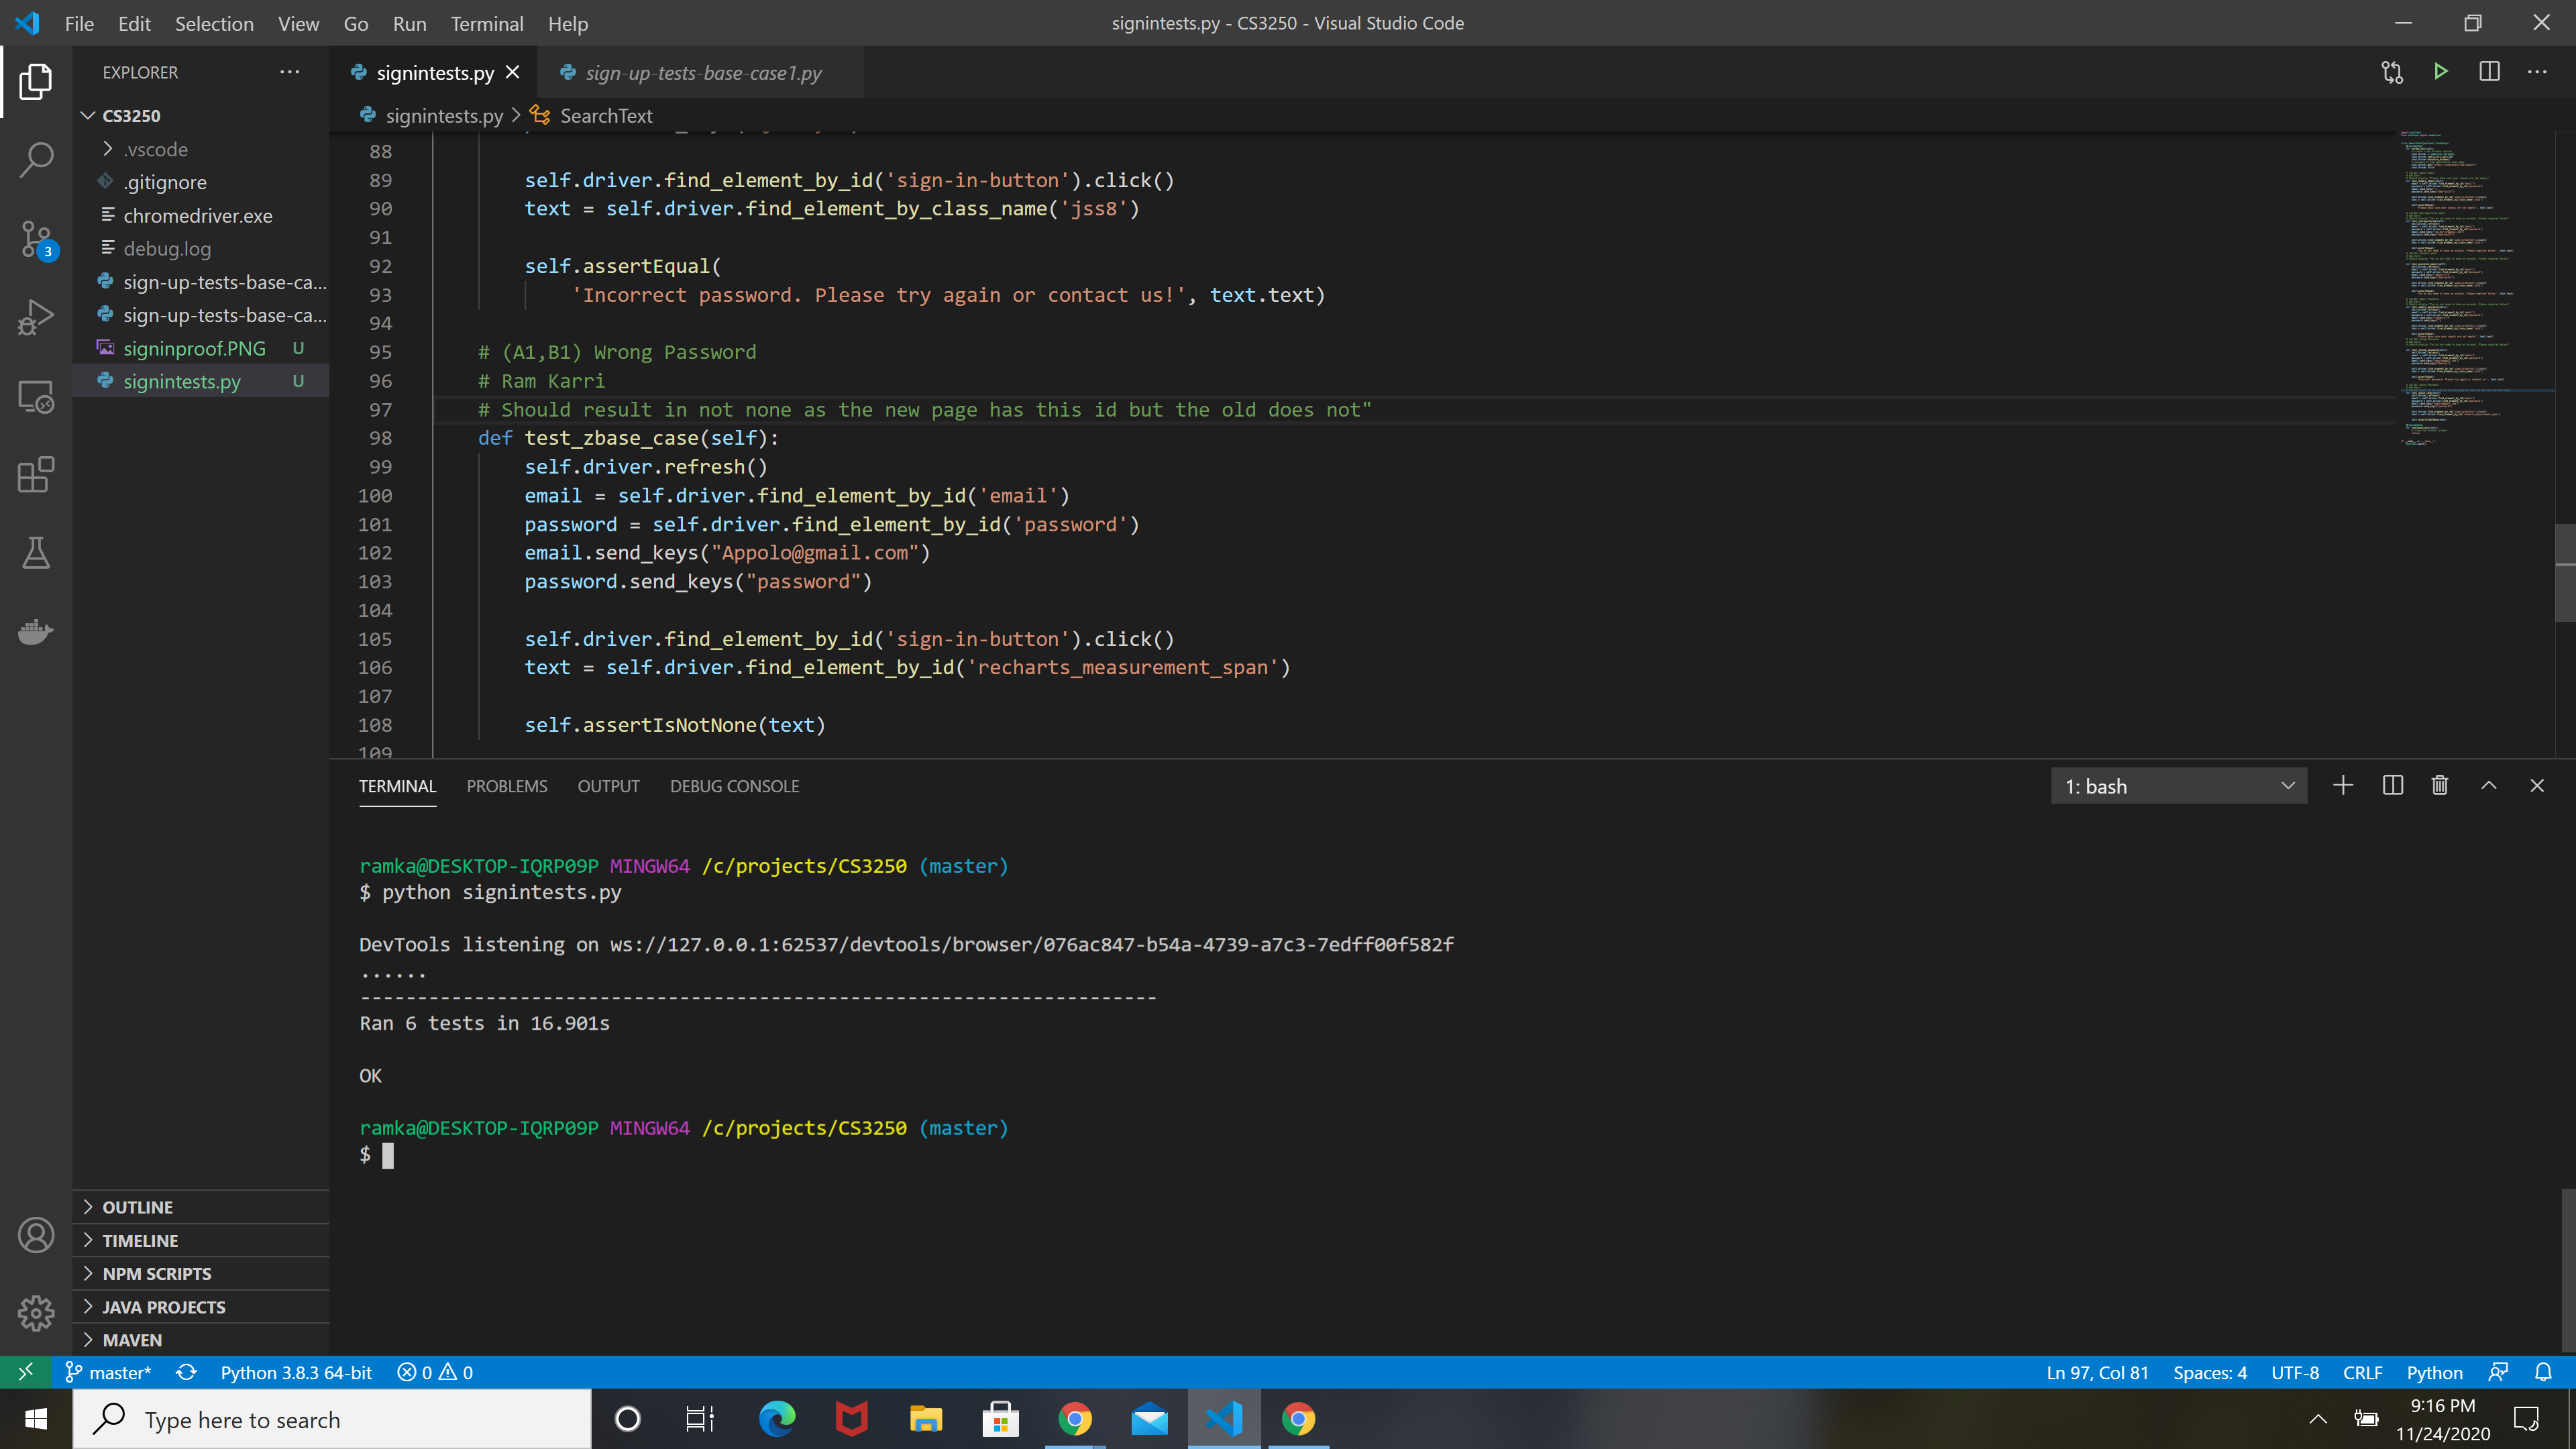 File Edit Selection View Go Run Terminal Help
signintests.py - CS3250 - Visual Studio Code
EXPLORER
signintests.py
sign-up-tests-base-case1.py
CS3250
signintests.py > SearchText
.vscode
.gitignore
chromedriver.exe
debug.log
sign-up-tests-base-ca...
sign-up-tests-base-ca...
signinproof.PNG U
signintests.py U
3
88
89 self.driver.find_element_by_id('sign-in-button').click()
90 text = self.driver.find_element_by_class_name('jss8')
91
92 self.assertEqual(
93 'Incorrect password. Please try again or contact us!', text.text)
94
95 # (A1,B1) Wrong Password
96 # Ram Karri
97 # Should result in not none as the new page has this id but the old does not"
98 def test_zbase_case(self):
99 self.driver.refresh()
100 email = self.driver.find_element_by_id('email')
101 password = self.driver.find_element_by_id('password')
102 email.send_keys("Appolo@gmail.com")
103 password.send_keys("password")
104
105 self.driver.find_element_by_id('sign-in-button').click()
106 text = self.driver.find_element_by_id('recharts_measurement_span')
107
108 self.assertIsNotNone(text)
109
TERMINAL PROBLEMS OUTPUT DEBUG CONSOLE
1: bash
ramka@DESKTOP-IQRP09P MINGW64 /c/projects/CS3250 (master)
$ python signintests.py
DevTools listening on ws://127.0.0.1:62537/devtools/browser/076ac847-b54a-4739-a7c3-7edff00f582f
......
----------------------------------------------------------------------
Ran 6 tests in 16.901s
OK
ramka@DESKTOP-IQRP09P MINGW64 /c/projects/CS3250 (master)
$
OUTLINE
TIMELINE
NPM SCRIPTS
JAVA PROJECTS
MAVEN
master* Python 3.8.3 64-bit 0 0
Ln 97, Col 81 Spaces: 4 UTF-8 CRLF Python
Type here to search
9:16 PM
11/24/2020